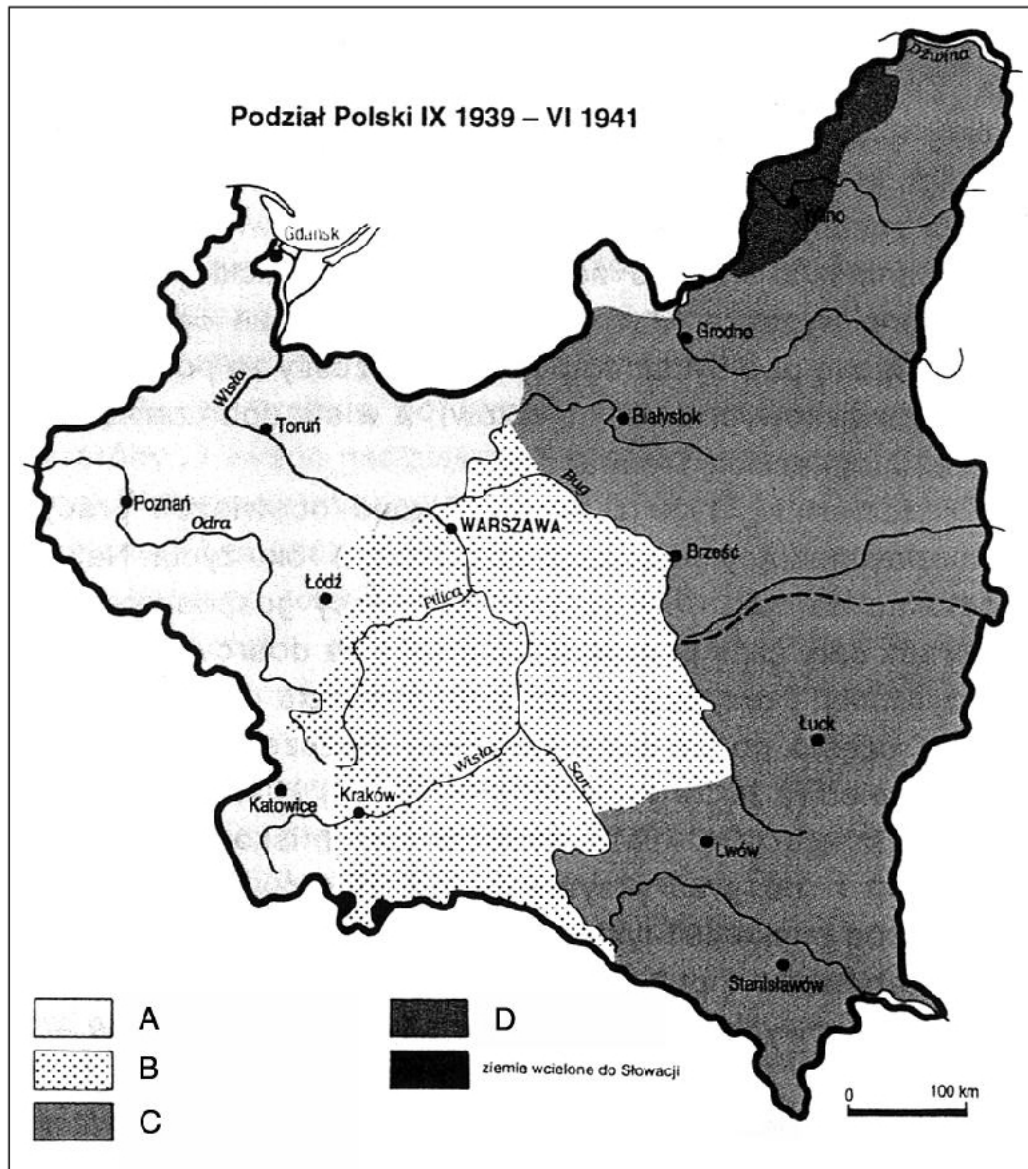 Dźwina
Podział Polski IX 1939 – VI 1941
Wilno
Gdańsk
Grodno
Wisła
Białystok
Toruń
Bug
Poznań
Odra
WARSZAWA
Brześć
Łódź
Pilica
Łuck
Wisła
San
Katowice
Kraków
Lwów
Stanisławów
A
D
B
ziemie wcielone do Słowacji
C
0
100 km